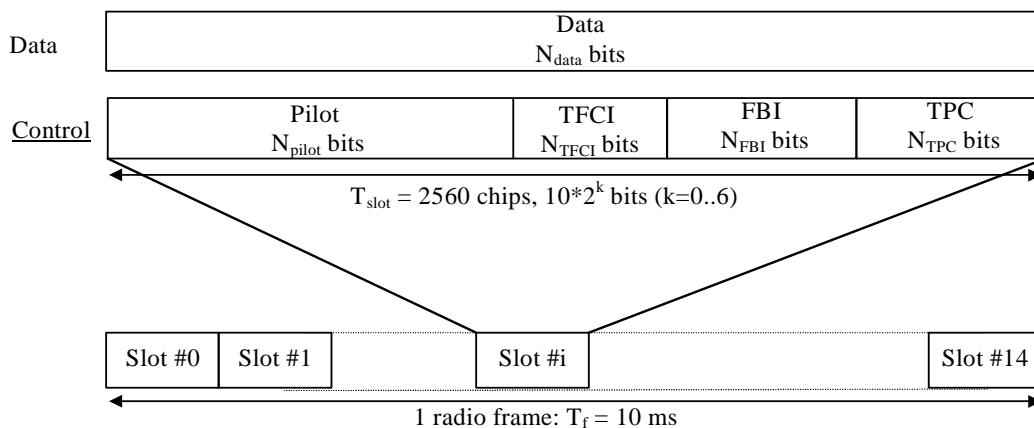 Data
Data
N_data bits
Control
Pilot
N_pilot bits
TFCI
N_TFCI bits
FBI
N_FBI bits
TPC
N_TPC bits
T_slot = 2560 chips, 10*2^k bits (k=0..6)
Slot #0
Slot #1
Slot #i
Slot #14
1 radio frame: T_f = 10 ms